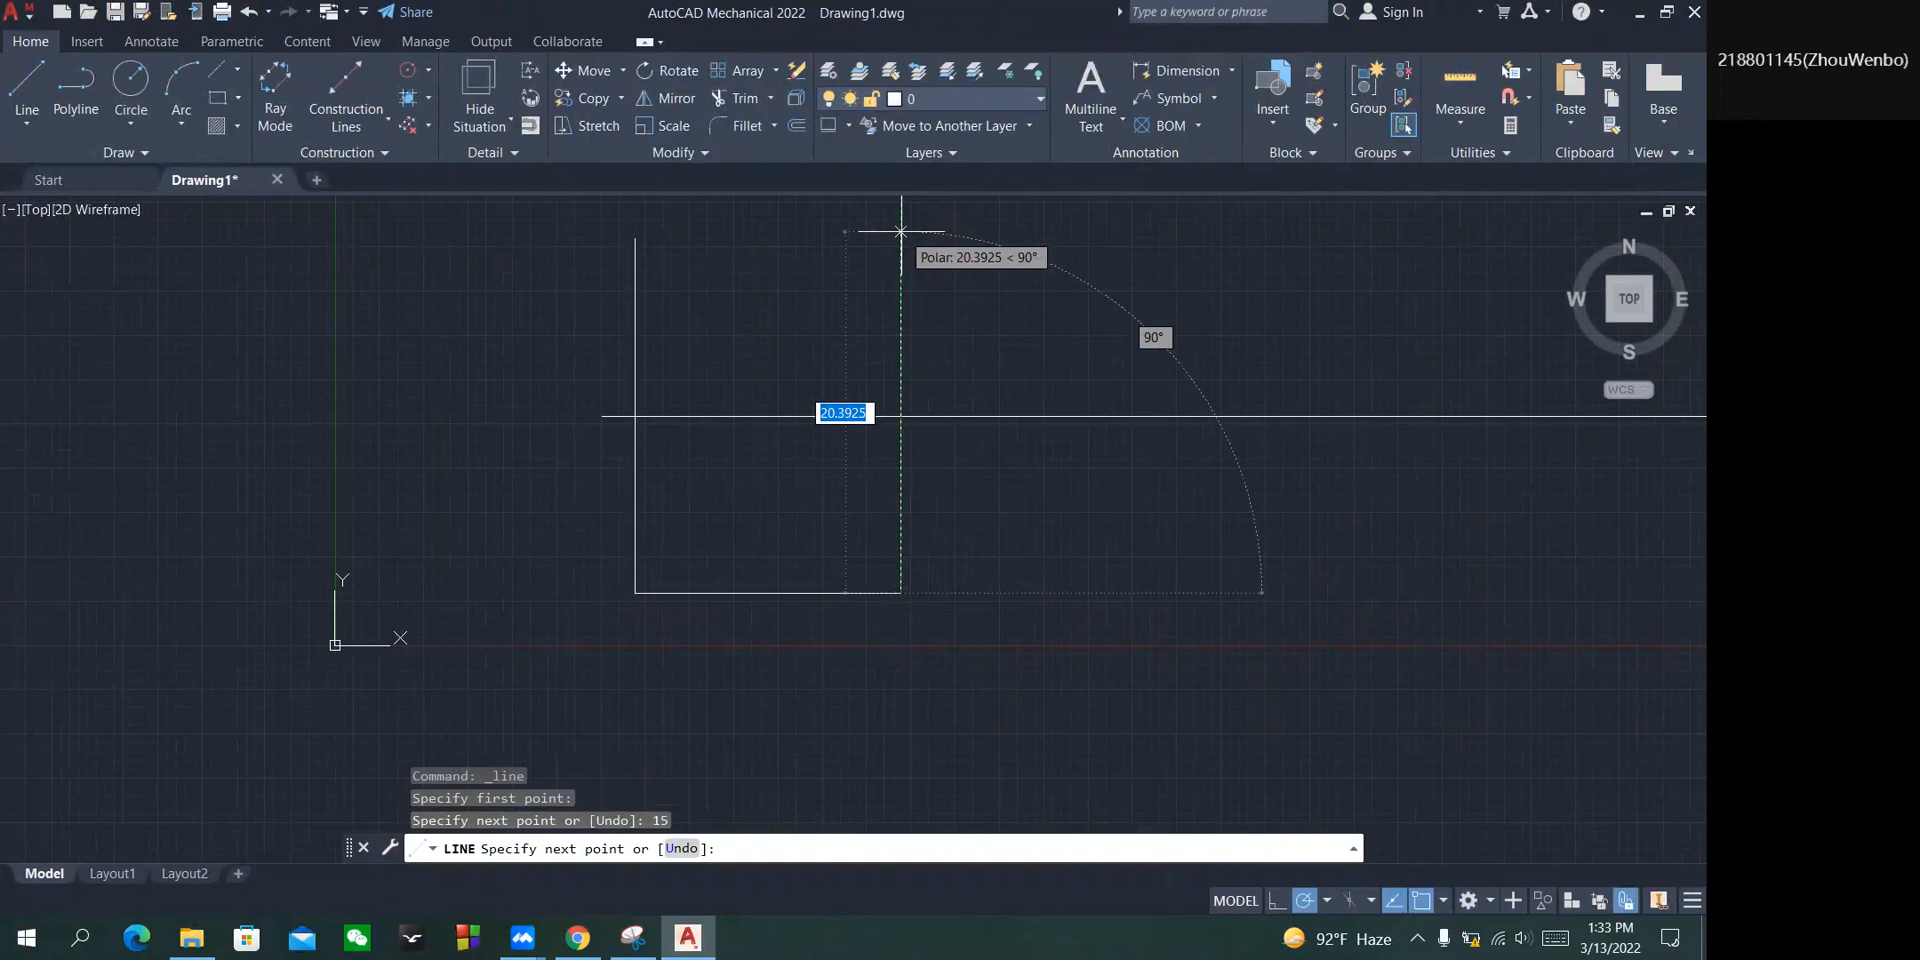 Share
AutoCAD Mechanical 2022 Drawing1.dwg
Type a keyword or phrase
Sign In
218801145(ZhouWenbo)
Home Insert Annotate Parametric Content View Manage Output Collaborate
Line
Polyline
Circle
Arc
Draw
Ray
Mode
Construction
Lines
Construction
Hide
Situation
Detail
Move Rotate Array
Copy Mirror Trim
Stretch Scale Fillet
Modify
0
Move to Another Layer
Layers
Multiline
Text
Dimension
Symbol
BOM
Annotation
Insert
Block
Group
Groups
Measure
Utilities
Paste
Clipboard
Base
View
Start Drawing1*
[−][Top][2D Wireframe]
N
W TOP E
S
WCS
Polar: 20.3925 < 90°
90°
20.3925
Y
X
Command: _line
Specify first point:
Specify next point or [Undo]: 15
LINE Specify next point or [Undo]:
Model Layout1 Layout2
MODEL
92°F Haze
1:33 PM
3/13/2022